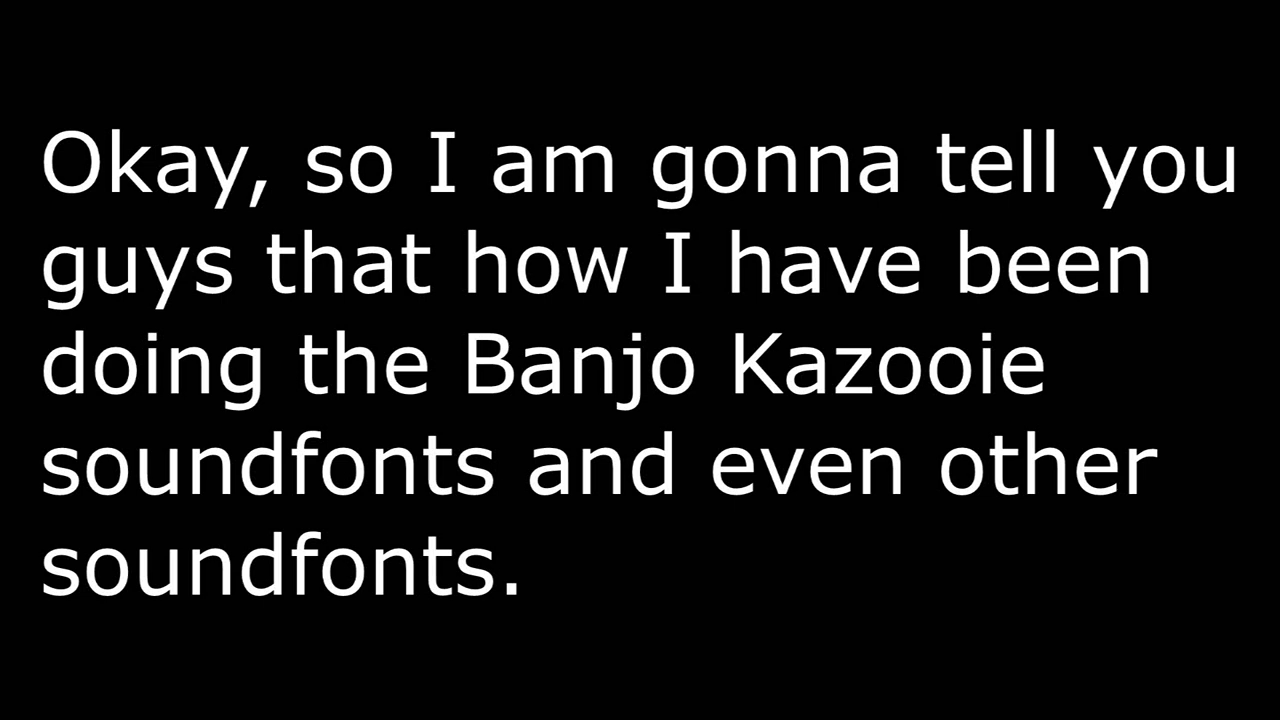 Okay, so I am gonna tell you
guys that how I have been
doing the Banjo Kazooie
soundfonts and even other
soundfonts.